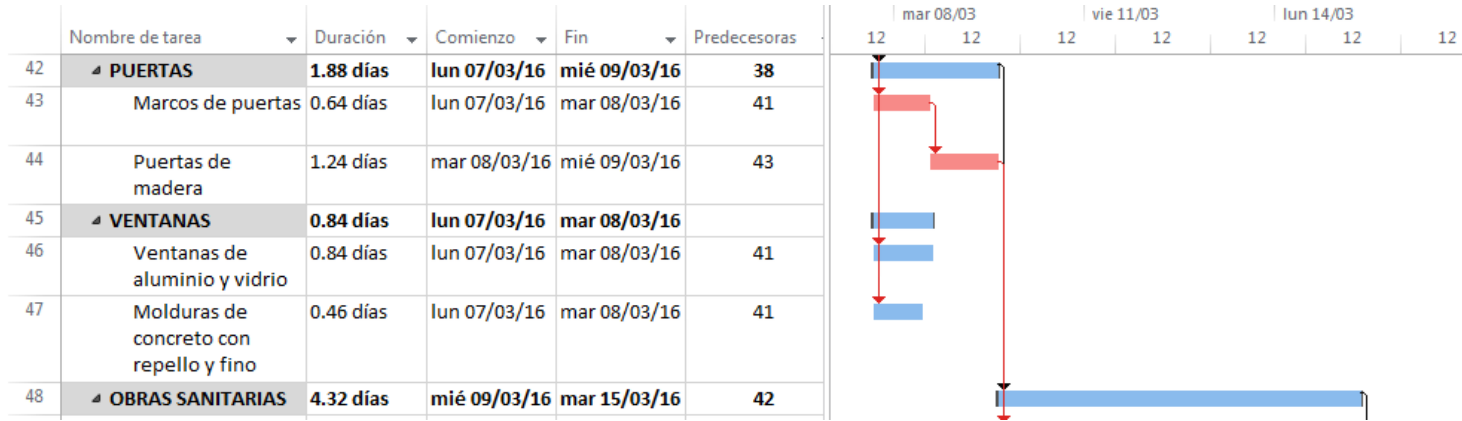 mar 08/03 vie 11/03 lun 14/03
Nombre de tarea Duración Comienzo Fin Predecesoras 12 12 12 12 12 12 12
42 PUERTAS 1.88 días lun 07/03/16 mié 09/03/16 38
43 Marcos de puertas 0.64 días lun 07/03/16 mar 08/03/16 41
44 Puertas de 1.24 días mar 08/03/16 mié 09/03/16 43
madera
45 VENTANAS 0.84 días lun 07/03/16 mar 08/03/16
46 Ventanas de 0.84 días lun 07/03/16 mar 08/03/16 41
aluminio y vidrio
47 Molduras de 0.46 días lun 07/03/16 mar 08/03/16 41
concreto con
repello y fino
48 OBRAS SANITARIAS 4.32 días mié 09/03/16 mar 15/03/16 42